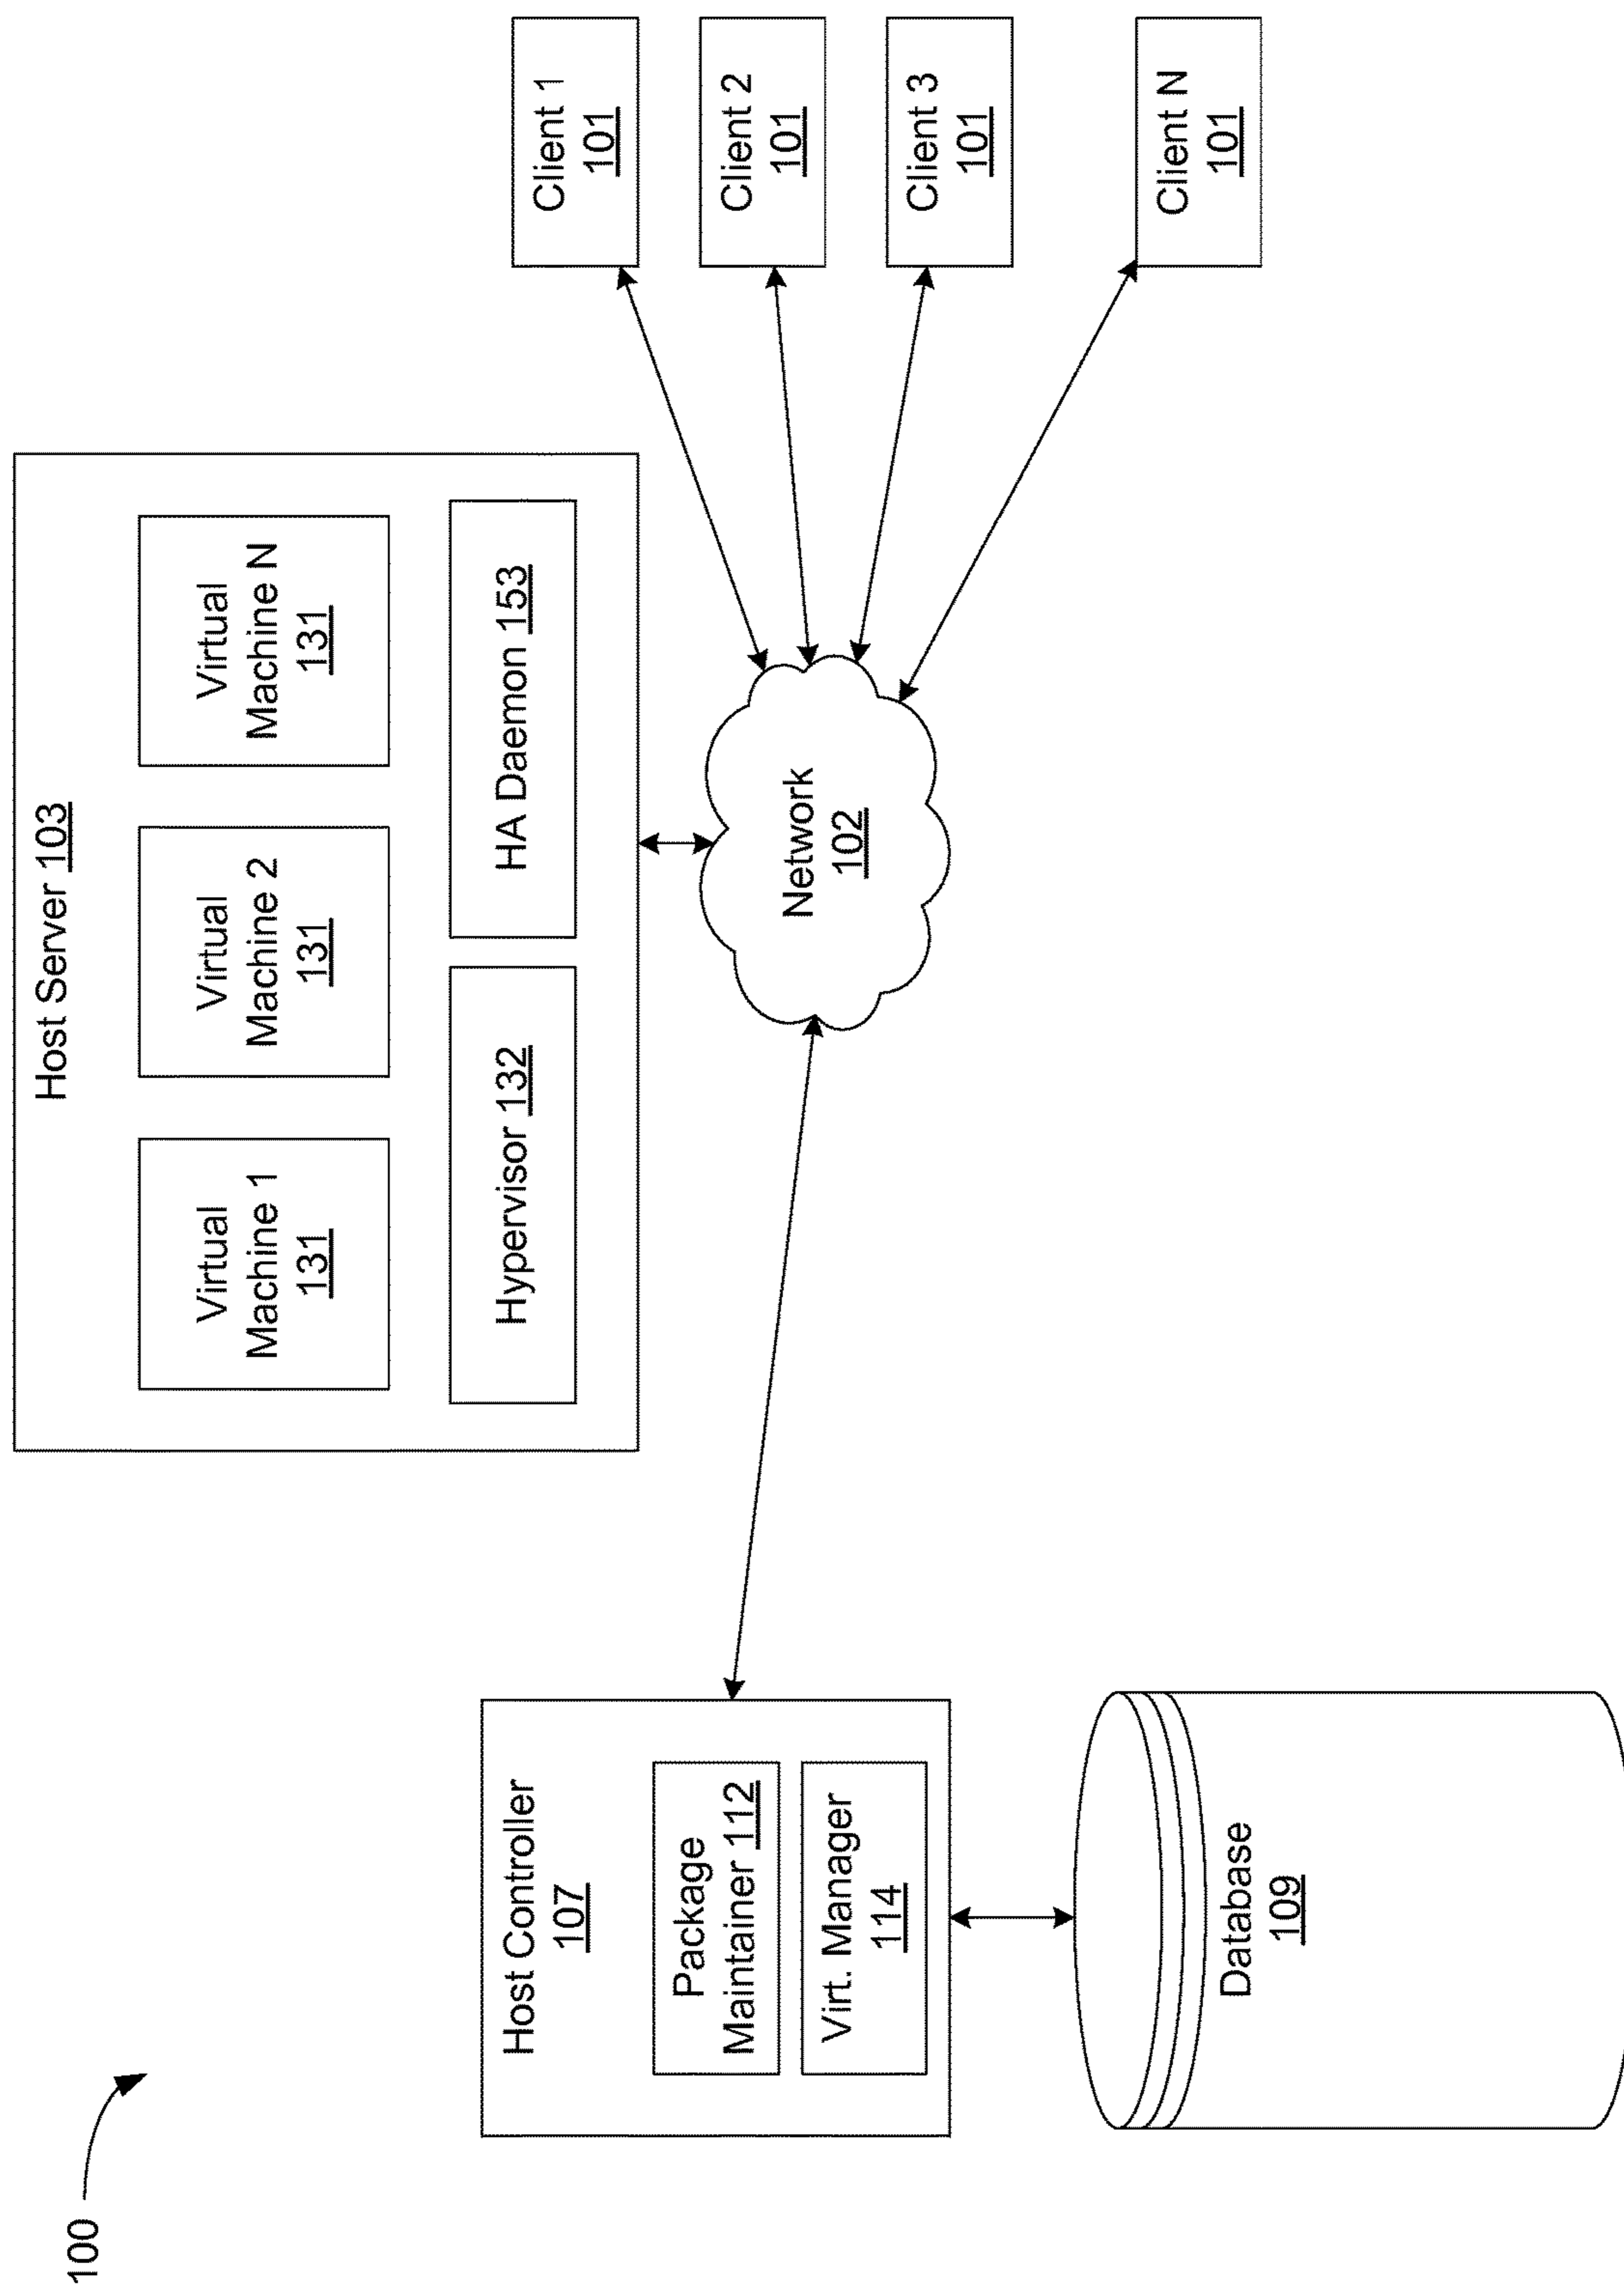 100
Host Server 103
Virtual
Machine 1
131
Virtual
Machine 2
131
Virtual
Machine N
131
Hypervisor 132
HA Daemon 153
Host Controller
107
Package
Maintainer 112
Virt. Manager
114
Database
109
Network
102
Client 1
101
Client 2
101
Client 3
101
Client N
101